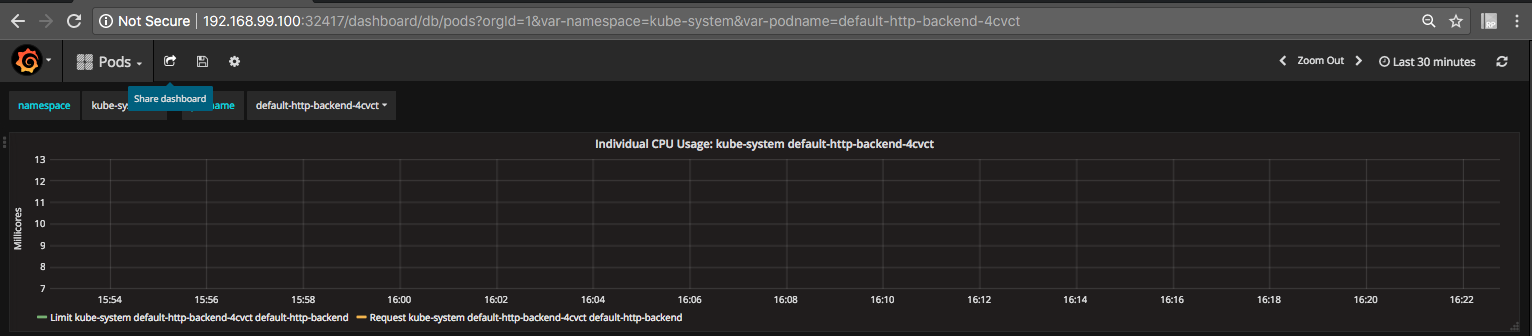 Not Secure 192.168.99.100:32417/dashboard/db/pods?orgId=1&var-namespace=kube-system&var-podname=default-http-backend-4cvct
RP
Pods Zoom Out Last 30 minutes
Share dashboard
namespace kube-sy name default-http-backend-4cvct
Individual CPU Usage: kube-system default-http-backend-4cvct
13
12
11
10
9
8
7
Millicores
15:54 15:56 15:58 16:00 16:02 16:04 16:06 16:08 16:10 16:12 16:14 16:16 16:18 16:20 16:22
Limit kube-system default-http-backend-4cvct default-http-backend Request kube-system default-http-backend-4cvct default-http-backend